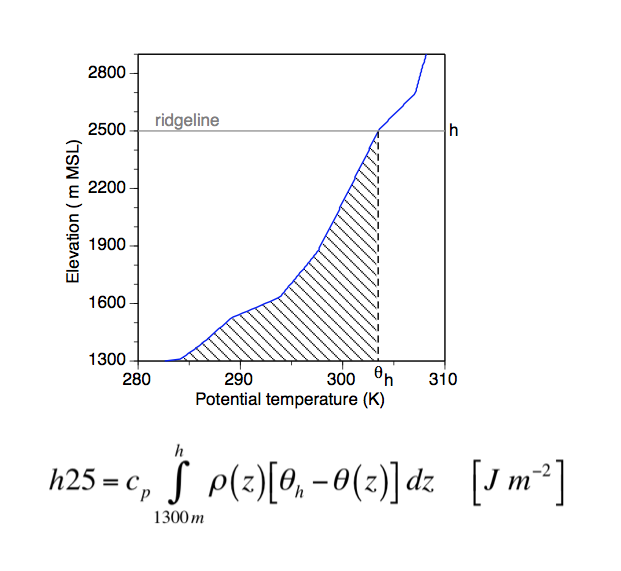 2800
ridgeline
2500
h
2200
1900
1600
1300
Elevation ( m MSL)
280 290 300 θh 310
Potential temperature (K)
h25 = cp ∫ ρ(z)[θh − θ(z)] dz [J m−2]
h
1300 m